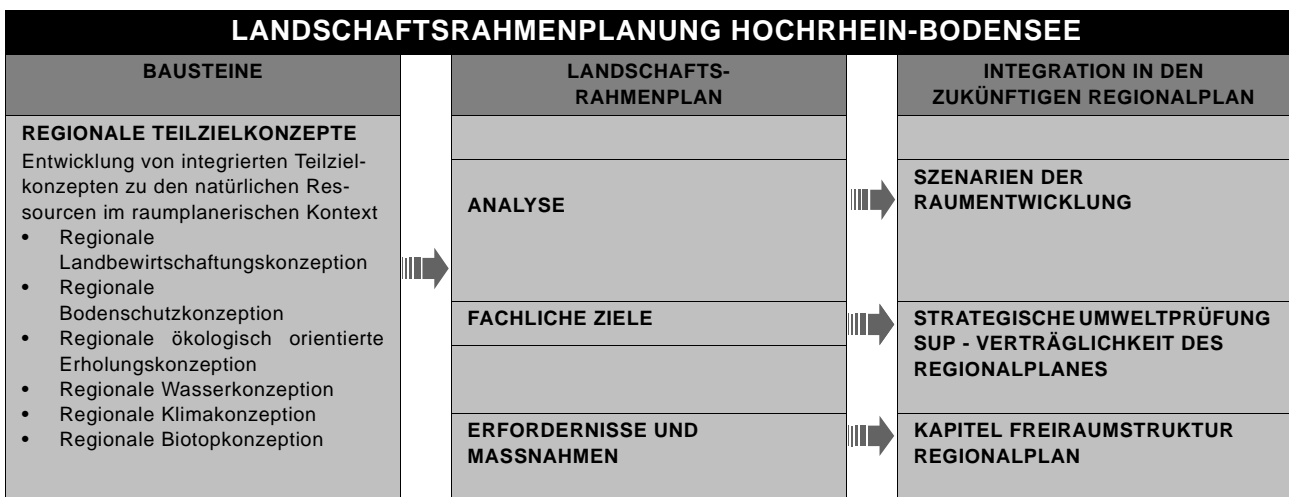 LANDSCHAFTSRAHMENPLANUNG HOCHRHEIN-BODENSEE
BAUSTEINE
REGIONALE TEILZIELKONZEPTE
Entwicklung von integrierten Teilziel-
konzepten zu den natürlichen Res-
sourcen im raumplanerischen Kontext
• Regionale
Landbewirtschaftungskonzeption
• Regionale
Bodenschutzkonzeption
• Regionale ökologisch orientierte
Erholungskonzeption
• Regionale Wasserkonzeption
• Regionale Klimakonzeption
• Regionale Biotopkonzeption
LANDSCHAFTS-
RAHMENPLAN
ANALYSE
FACHLICHE ZIELE
ERFORDERNISSE UND
MASSNAHMEN
INTEGRATION IN DEN
ZUKÜNFTIGEN REGIONALPLAN
SZENARIEN DER
RAUMENTWICKLUNG
STRATEGISCHE UMWELTPRÜFUNG
SUP - VERTRÄGLICHKEIT DES
REGIONALPLANES
KAPITEL FREIRAUMSTRUKTUR
REGIONALPLAN